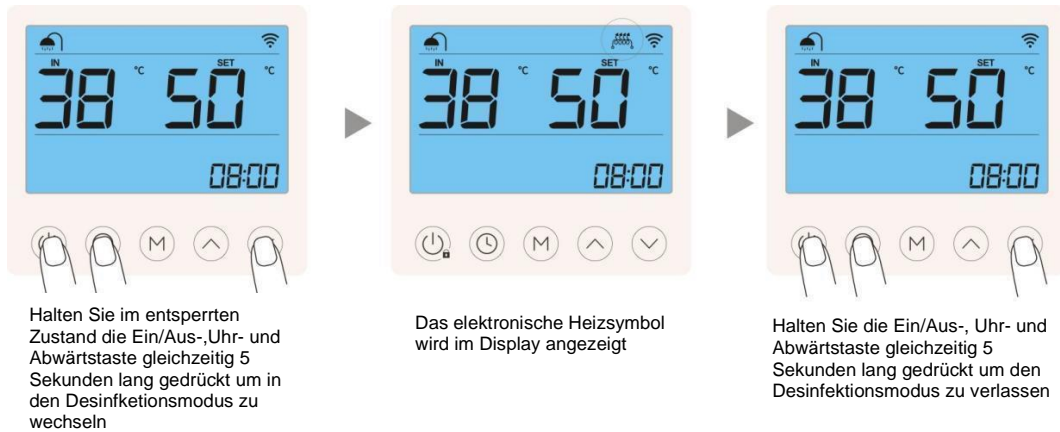 IN
38 °C
SET
50 °C
08:00
M
Halten Sie im entsperrten
Zustand die Ein/Aus-,Uhr- und
Abwärtstaste gleichzeitig 5
Sekunden lang gedrückt um in
den Desinfketionsmodus zu
wechseln
IN
38 °C
SET
50 °C
08:00
M
Das elektronische Heizsymbol
wird im Display angezeigt
IN
38 °C
SET
50 °C
08:00
M
Halten Sie die Ein/Aus-, Uhr- und
Abwärtstaste gleichzeitig 5
Sekunden lang gedrückt um den
Desinfektionsmodus zu verlassen